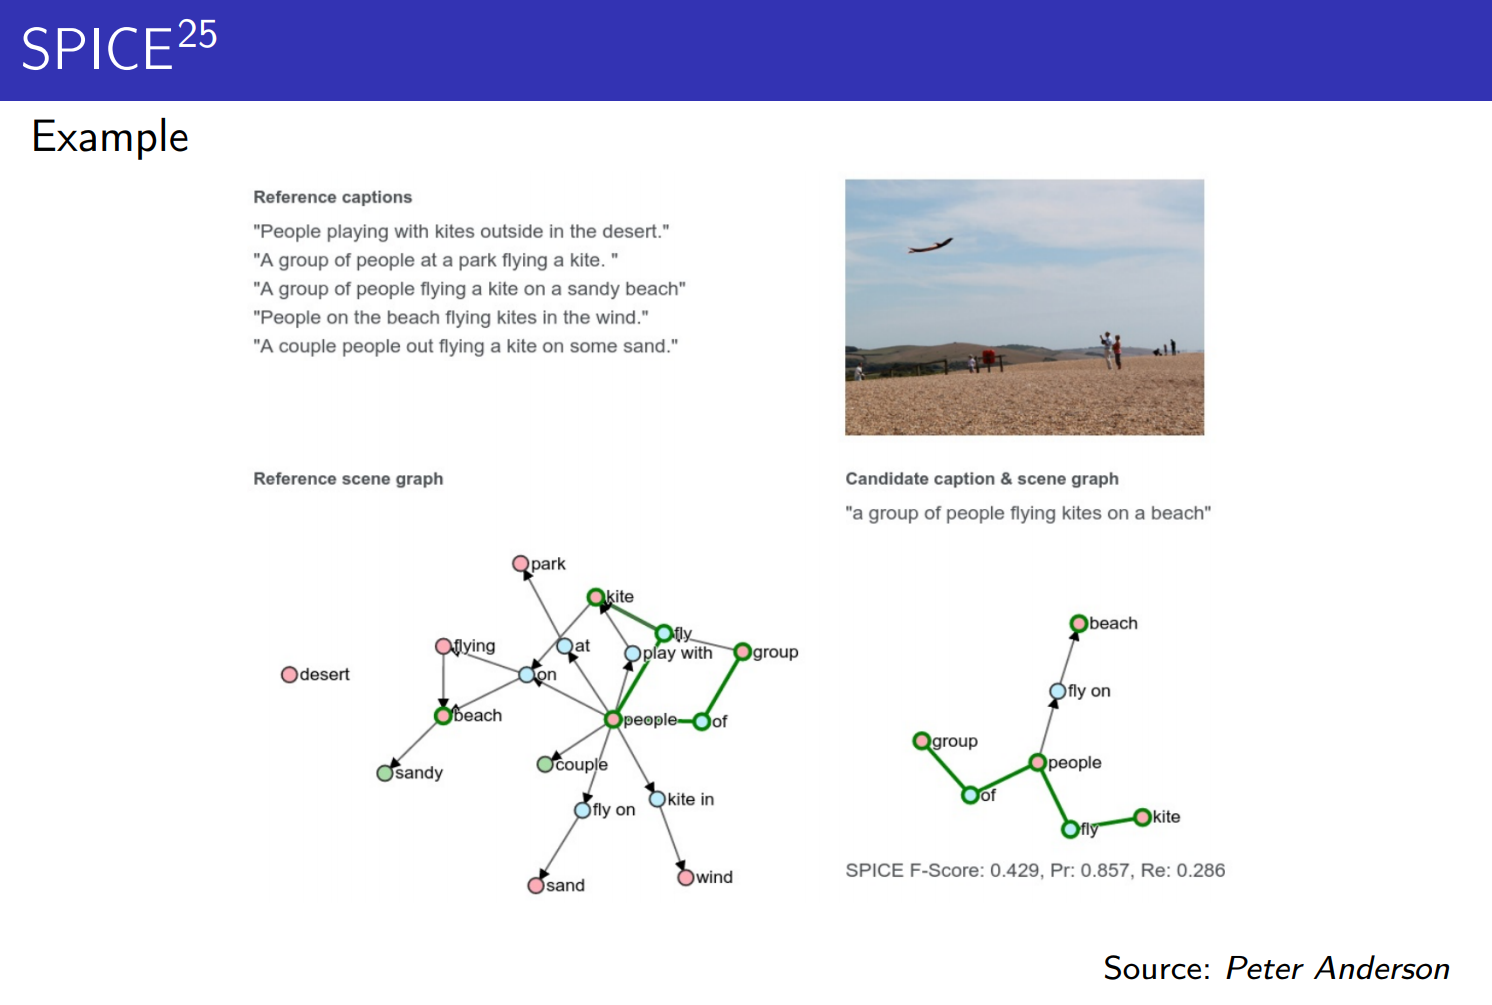 SPICE25
Example
Reference captions
"People playing with kites outside in the desert."
"A group of people at a park flying a kite. "
"A group of people flying a kite on a sandy beach"
"People on the beach flying kites in the wind."
"A couple people out flying a kite on some sand."
Reference scene graph
Candidate caption & scene graph
"a group of people flying kites on a beach"
park
kite
fly
flying
at
play with
group
desert
on
beach
people
of
sandy
couple
fly on
kite in
sand
wind
beach
fly on
group
people
of
kite
fly
SPICE F-Score: 0.429, Pr: 0.857, Re: 0.286
Source: Peter Anderson